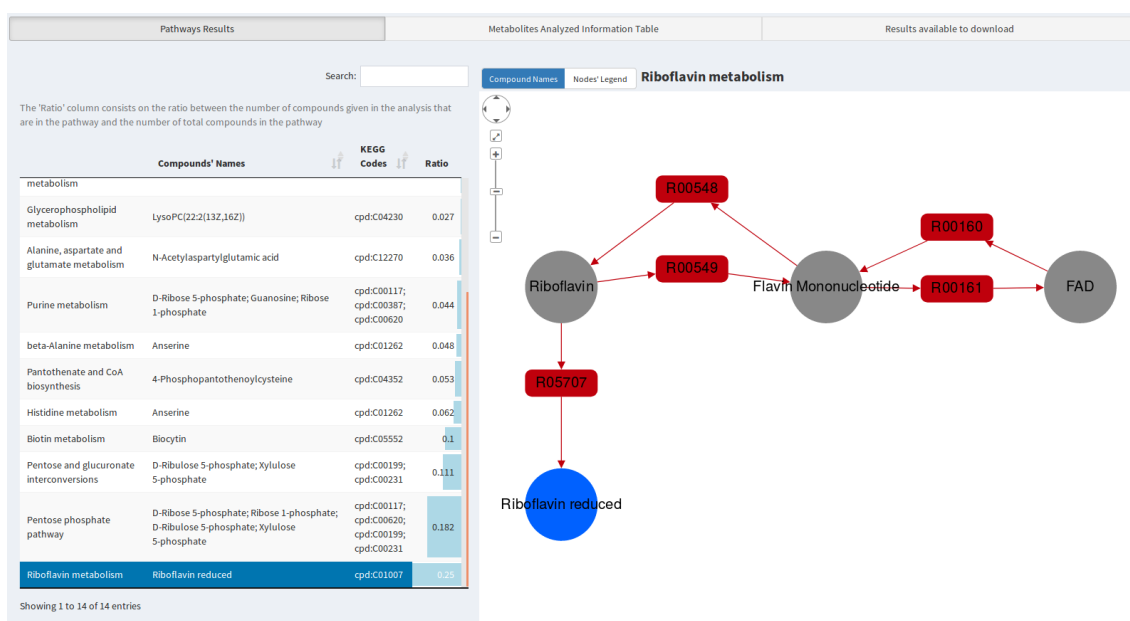 Pathways Results
Metabolites Analyzed Information Table
Results available to download
Search:
The 'Ratio' column consists on the ratio between the number of compounds given in the analysis that
are in the pathway and the number of total compounds in the pathway
Compounds' Names
KEGG
Codes
Ratio
metabolism
Glycerophospholipid
metabolism
LysoPC(22:2(13Z,16Z))
cpd:C04230
0.027
Alanine, aspartate and
glutamate metabolism
N-Acetylaspartylglutamic acid
cpd:C12270
0.036
Purine metabolism
D-Ribose 5-phosphate; Guanosine; Ribose
1-phosphate
cpd:C00117;
cpd:C00387;
cpd:C00620
0.044
beta-Alanine metabolism
Anserine
cpd:C01262
0.048
Pantothenate and CoA
biosynthesis
4-Phosphopantothenoylcysteine
cpd:C04352
0.053
Histidine metabolism
Anserine
cpd:C01262
0.062
Biotin metabolism
Biocytin
cpd:C05552
0.1
Pentose and glucuronate
interconversions
D-Ribulose 5-phosphate; Xylulose
5-phosphate
cpd:C00199;
cpd:C00231
0.111
Pentose phosphate
pathway
D-Ribose 5-phosphate; Ribose 1-phosphate;
D-Ribulose 5-phosphate; Xylulose
5-phosphate
cpd:C00117;
cpd:C00620;
cpd:C00199;
cpd:C00231
0.182
Riboflavin metabolism
Riboflavin reduced
cpd:C01007
0.25
Showing 1 to 14 of 14 entries
Compound Names
Nodes' Legend
Riboflavin metabolism
R00548
R00160
R00549
Riboflavin
Flavin Mononucleotide
R00161
FAD
R05707
Riboflavin reduced